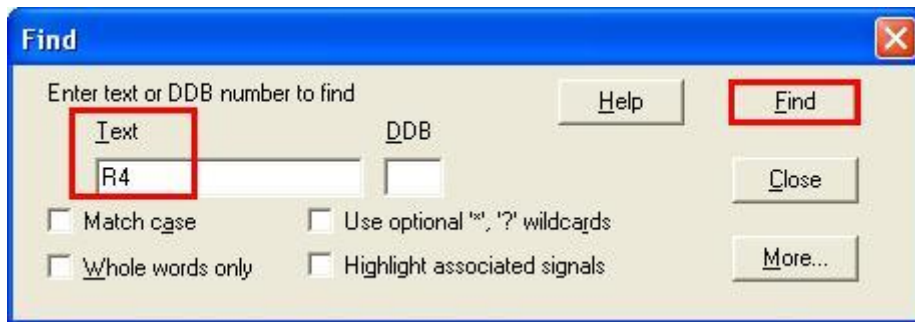 Find
Enter text or DDB number to find
Help
Find
Text
DDB
R4
Close
Match case
Use optional '*', '?' wildcards
Whole words only
Highlight associated signals
More...